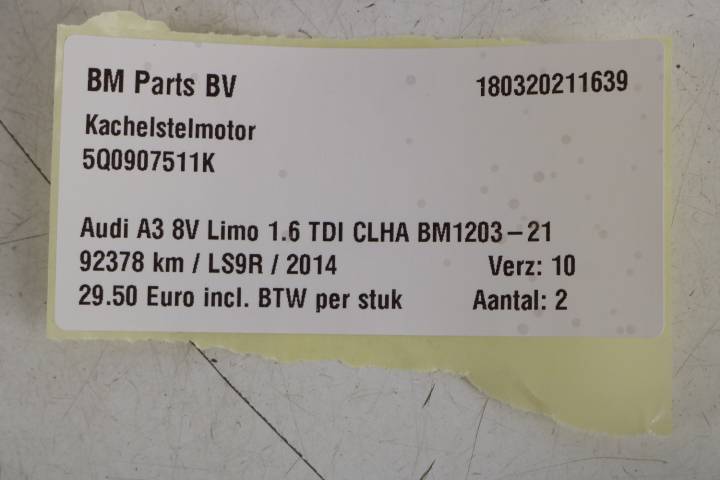 BM Parts BV 180320211639
Kachelstelmotor
5Q0907511K
Audi A3 8V Limo 1.6 TDI CLHA BM1203-21
92378 km / LS9R / 2014 Verz: 10
29.50 Euro incl. BTW per stuk Aantal: 2